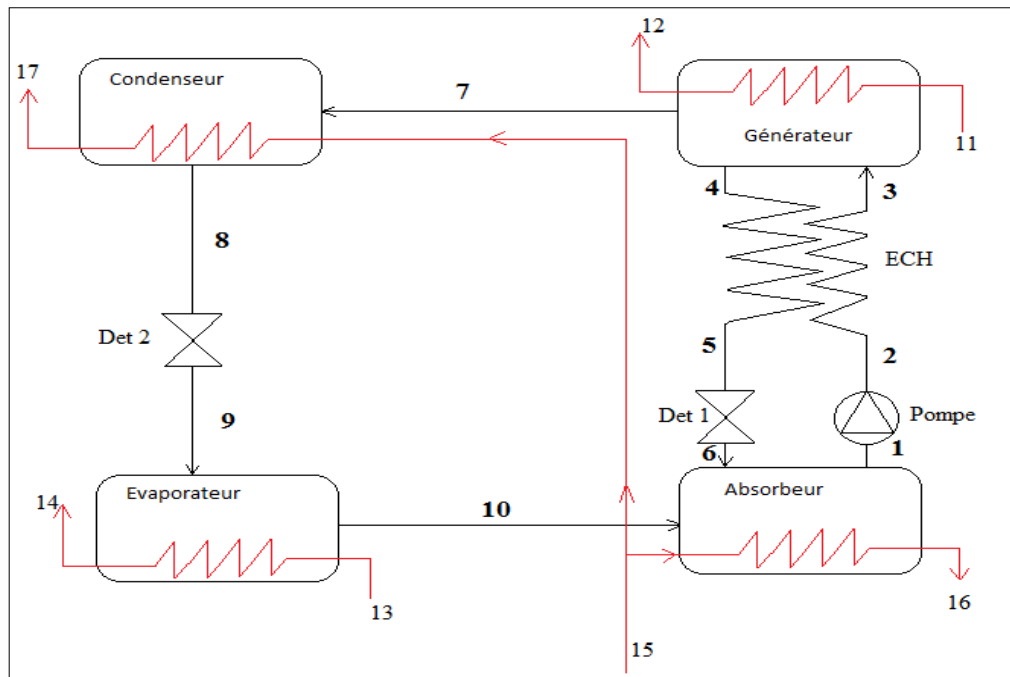 12
17
Condenseur
7
Générateur
11
4
3
8
ECH
Det 2
5
2
9
Det 1
Pompe
6
1
Evaporateur
Absorbeur
14
10
13
16
15